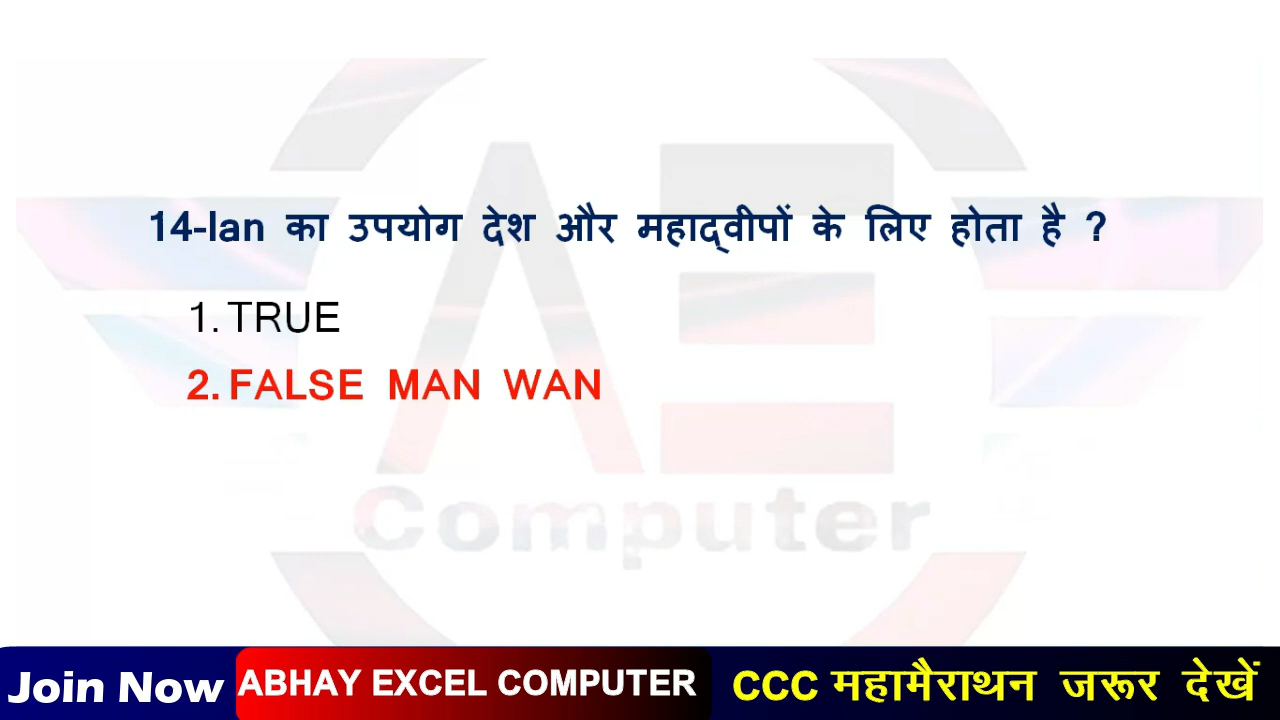 14-lan का उपयोग देश और महाद्वीपों के लिए होता है ?
1. TRUE
2. FALSE MAN WAN
AE
Computer
Join Now ABHAY EXCEL COMPUTER CCC महामैराथन जरूर देखें